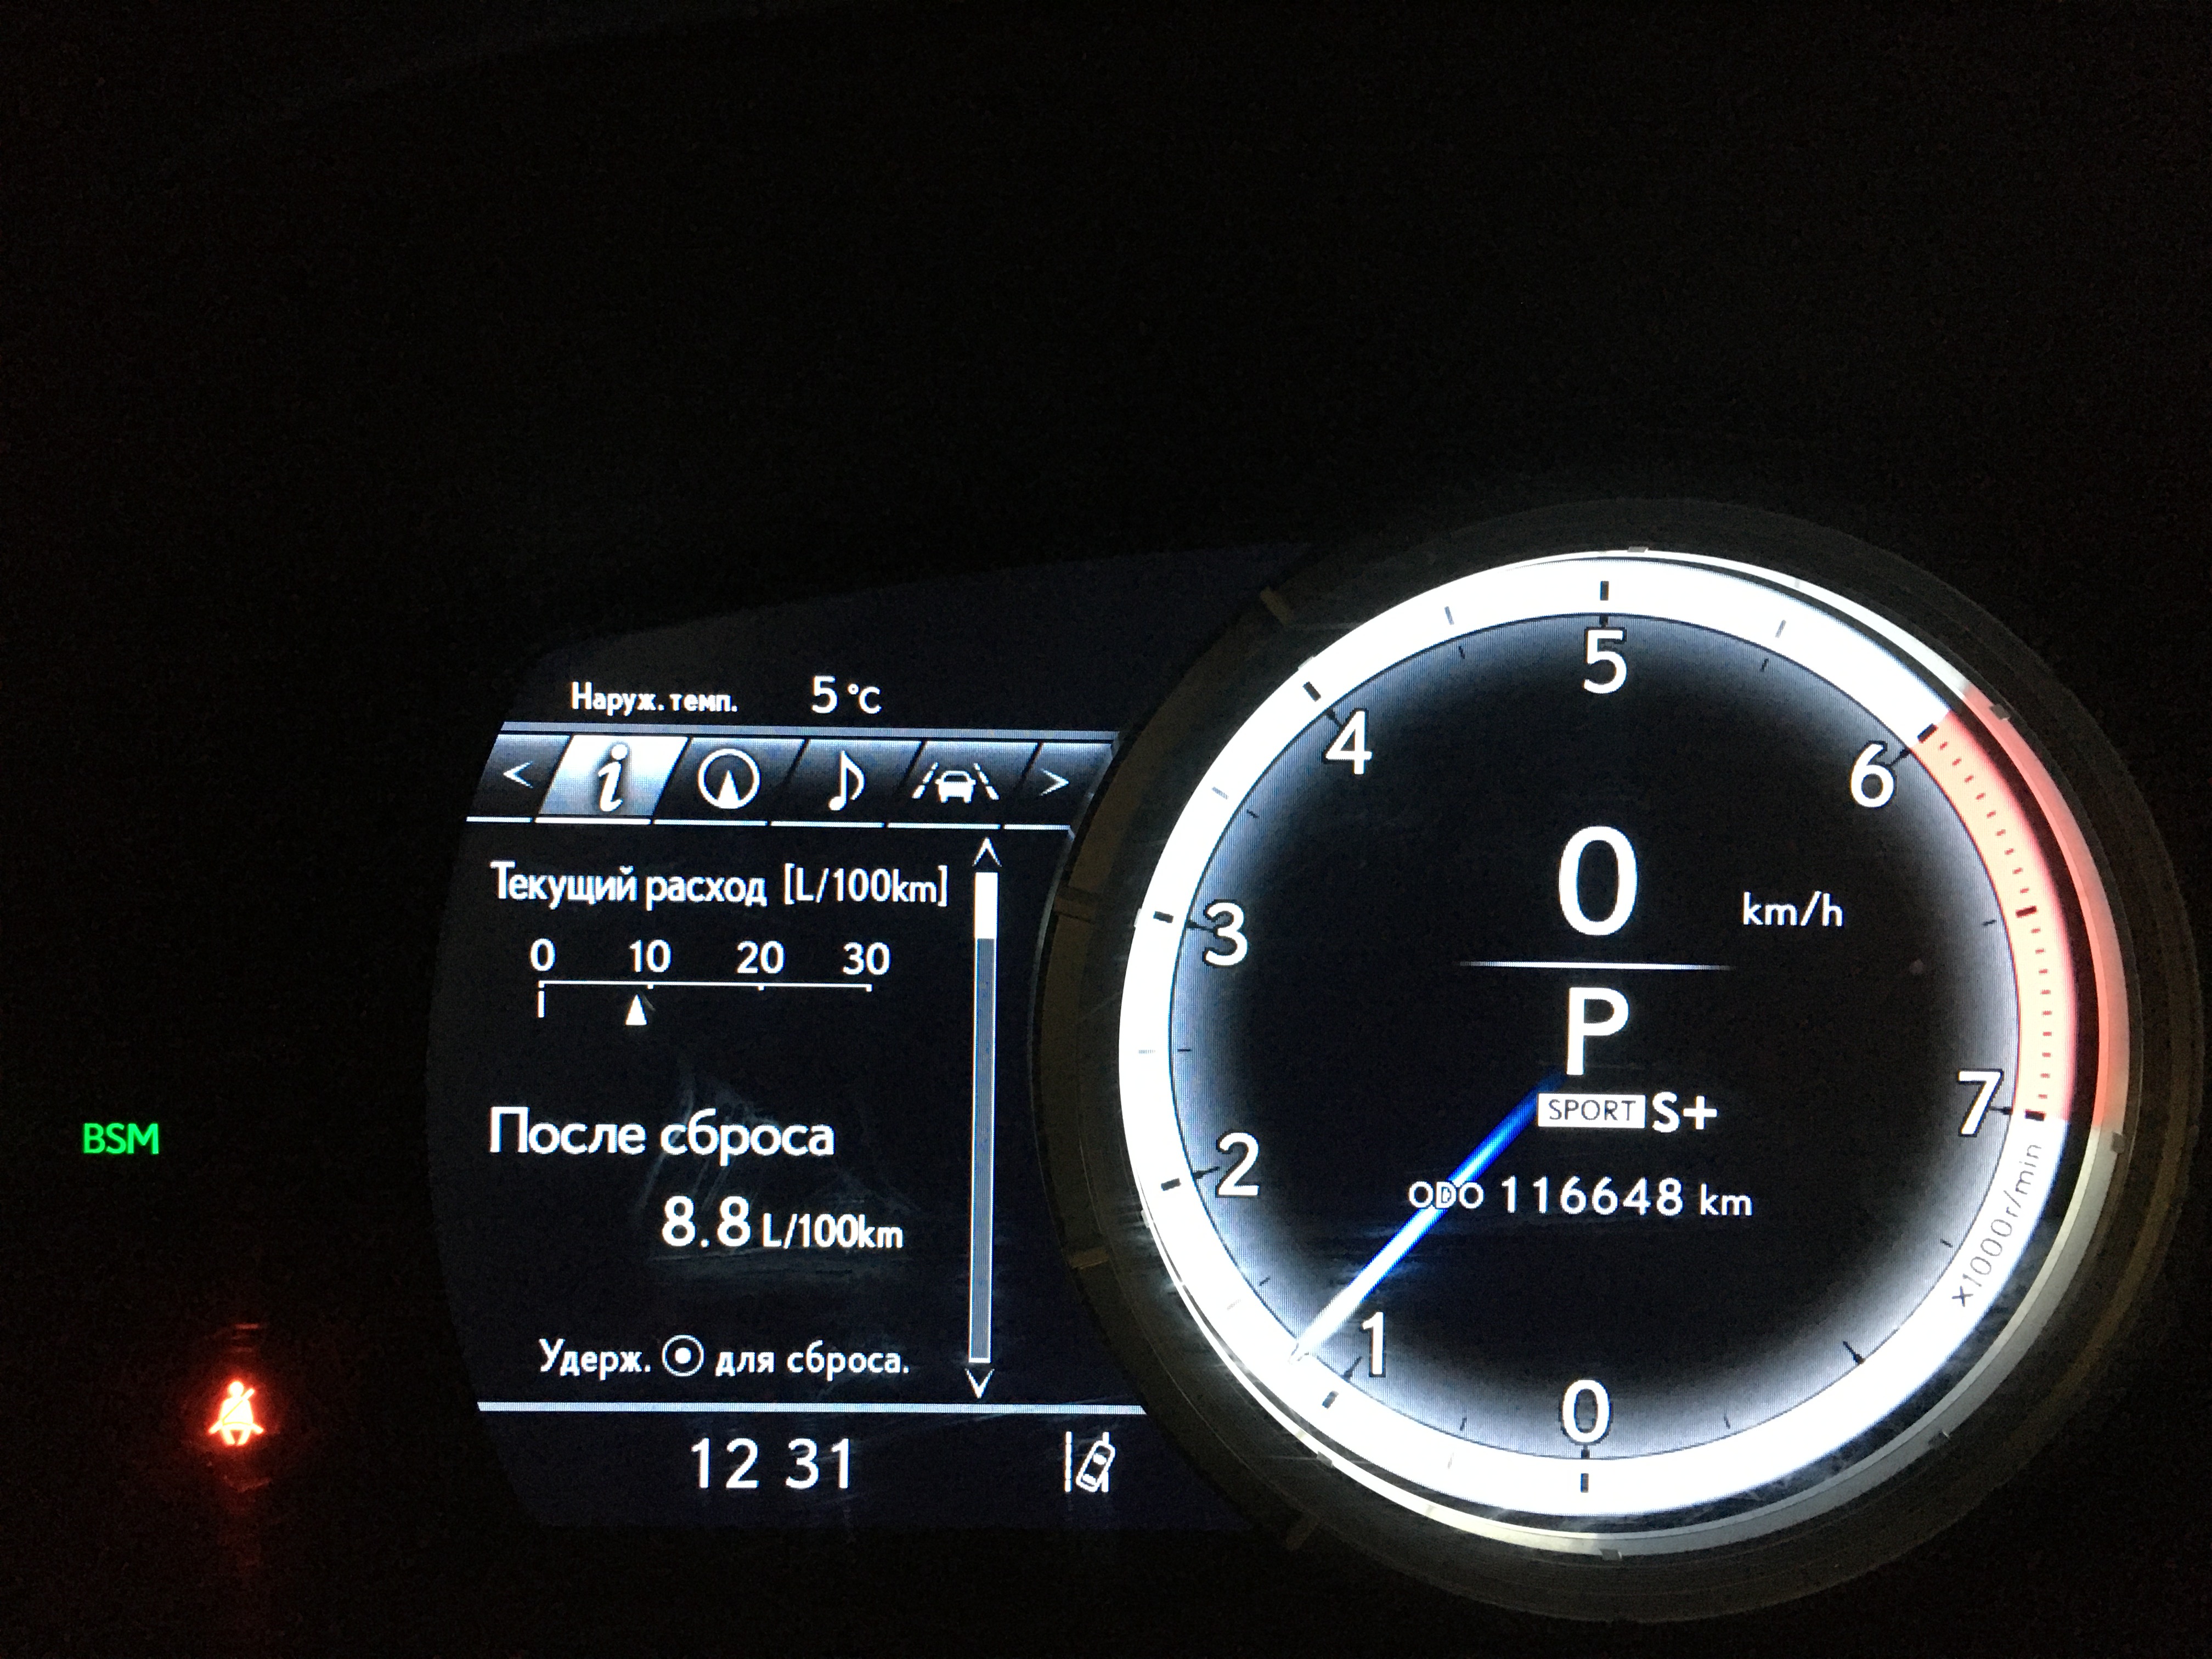 Наруж. темп. 5 °C
Текущий расход [L/100km]
0 10 20 30
После сброса
8.8 L/100km
Удерж. для сброса.
12 31
BSM
0 1 2 3 4 5 6 7
x1000r/min
0 km/h
P
SPORT S+
ODO 116648 km